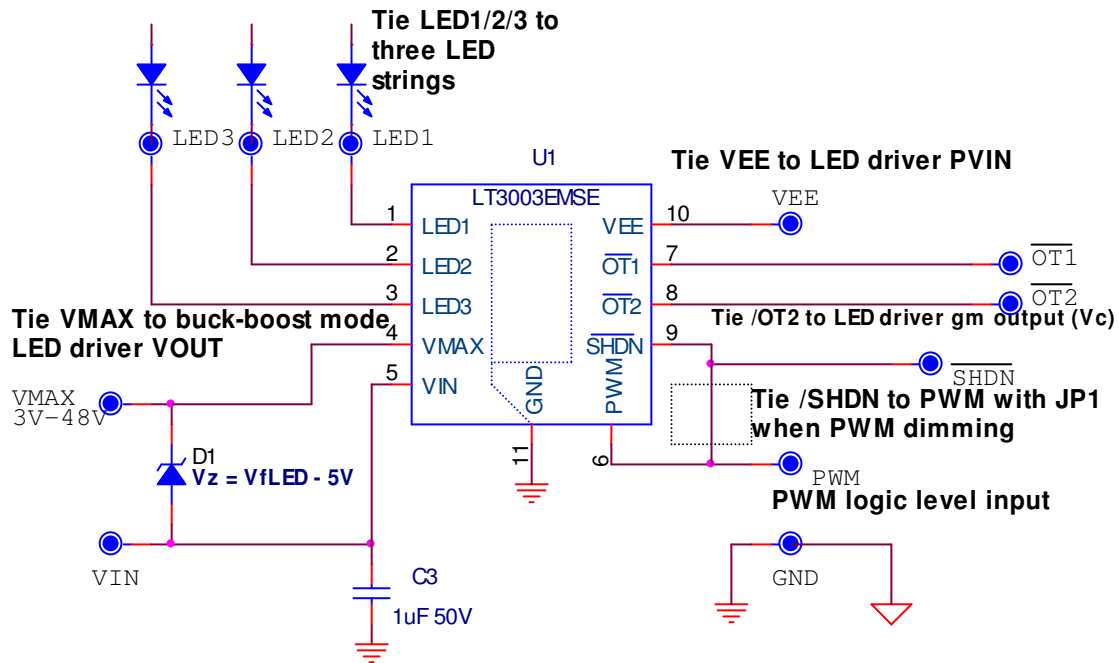 Tie LED1/2/3 to
three LED
strings
LED3
LED2
LED1
U1
LT3003EMSE
Tie VEE to LED driver PVIN
VEE
1
LED1
VEE
10
2
LED2
OT1
7
OT1
3
LED3
OT2
8
OT2
Tie /OT2 to LED driver gm output (Vc)
Tie VMAX to buck-boost mode
LED driver VOUT
4
VMAX
SHDN
9
SHDN
5
VIN
GND
PWM
11
6
VMAX
3V-48V
Tie /SHDN to PWM with JP1
when PWM dimming
D1
Vz = VfLED - 5V
PWM
PWM logic level input
VIN
GND
C3
1uF 50V